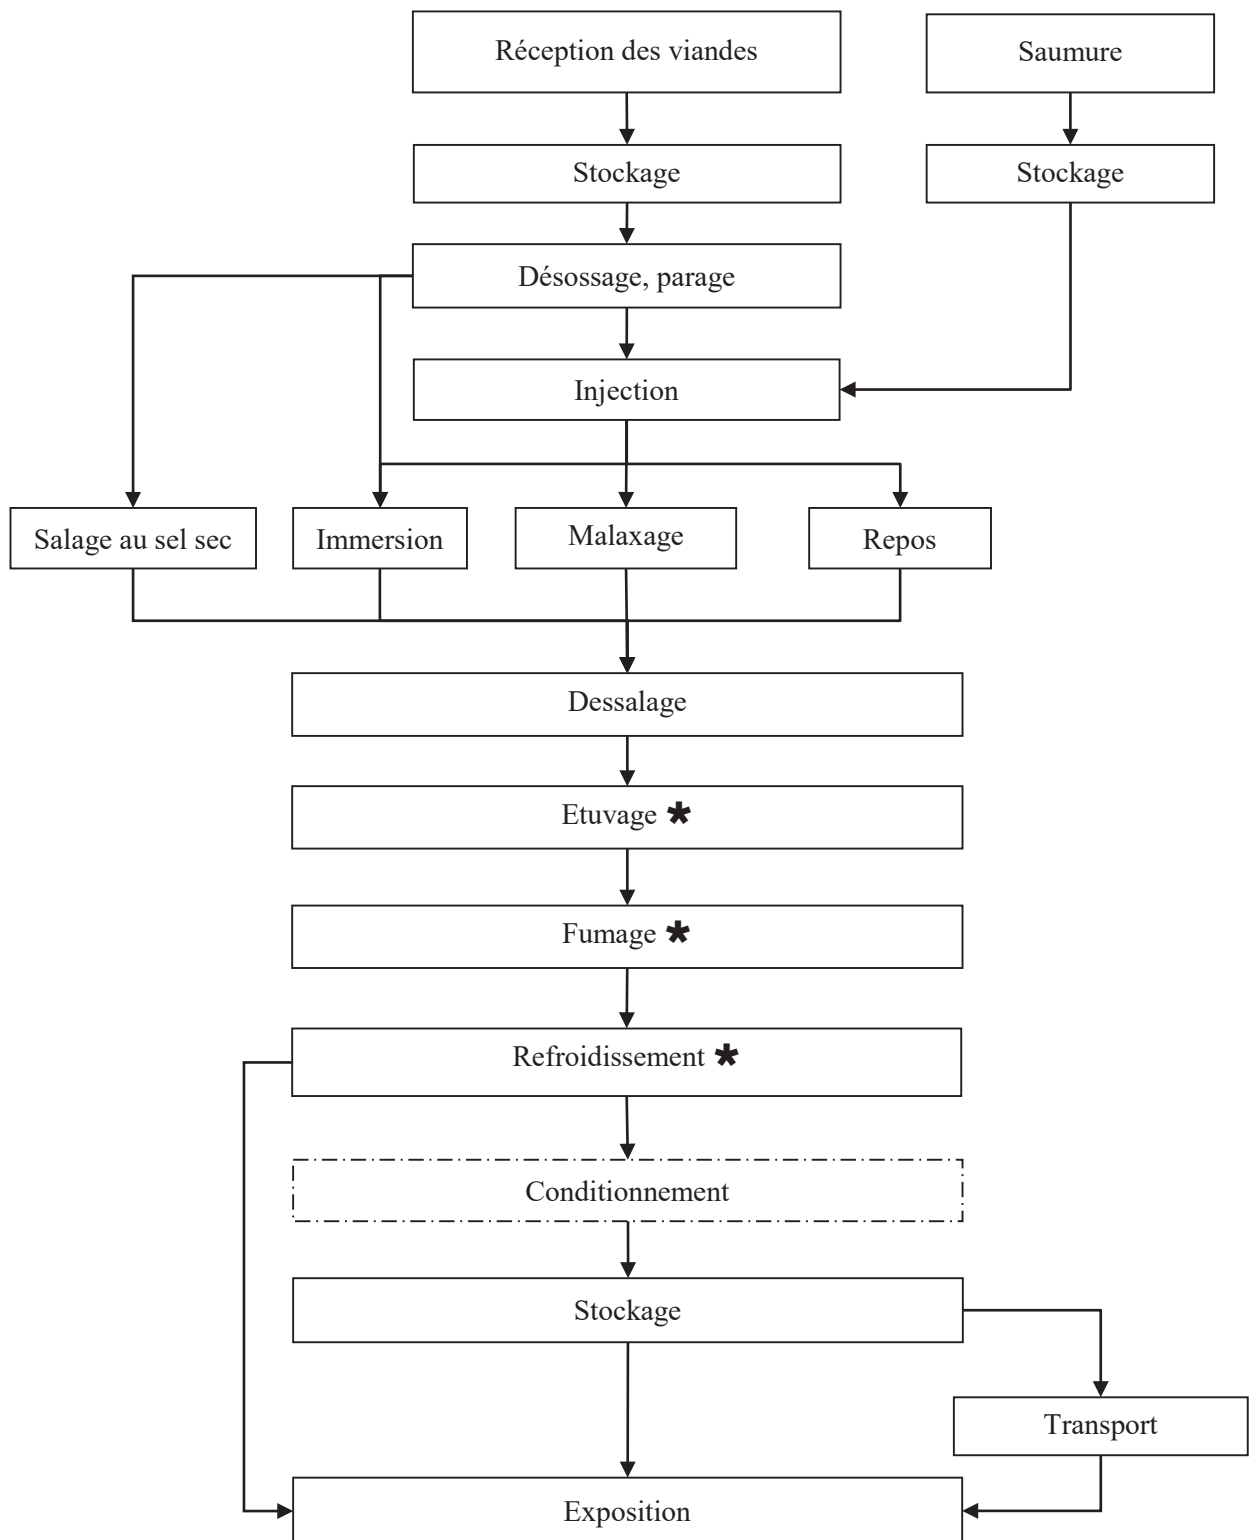 Réception des viandes
Saumure
Stockage
Stockage
Désossage, parage
Injection
Salage au sel sec
Immersion
Malaxage
Repos
Dessalage
Etuvage *
Fumage *
Refroidissement *
Conditionnement
Stockage
Transport
Exposition